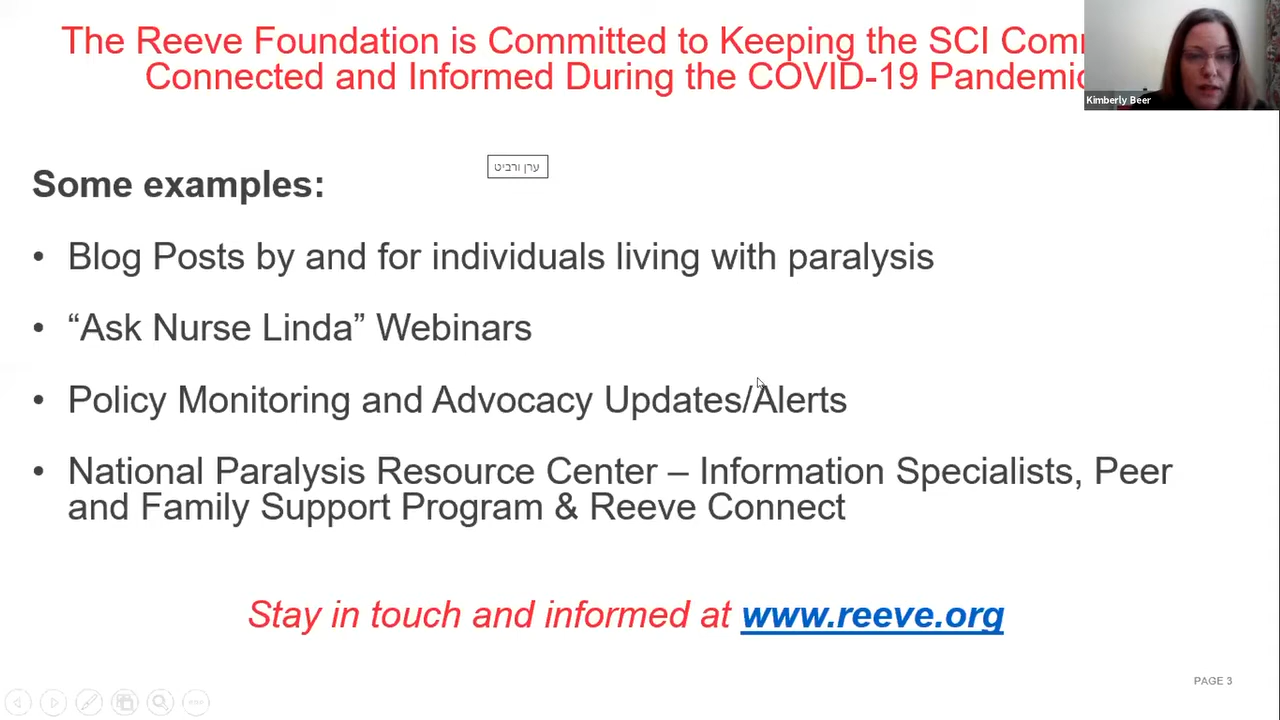 The Reeve Foundation is Committed to Keeping the SCI
Connected and Informed During the COVID-19 Pandemic
Kimberly Beer
ערן ורביט
Some examples:
• Blog Posts by and for individuals living with paralysis
• “Ask Nurse Linda” Webinars
• Policy Monitoring and Advocacy Updates/Alerts
• National Paralysis Resource Center – Information Specialists, Peer
and Family Support Program & Reeve Connect
Stay in touch and informed at www.reeve.org
PAGE 3